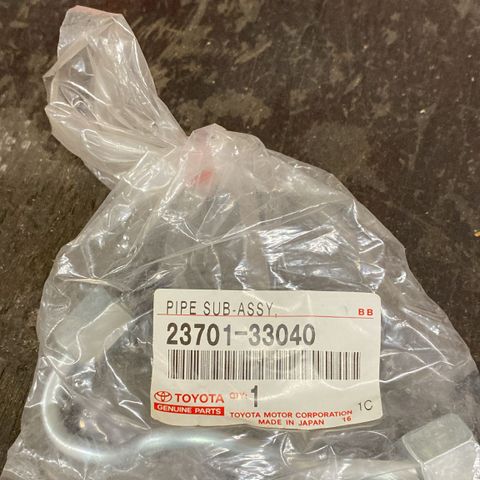 PIPE SUB-ASSY,
BB
23701-33040
TOYOTA
GENUINE PARTS
QTY: 1
1C
TOYOTA MOTOR CORPORATION
MADE IN JAPAN 16